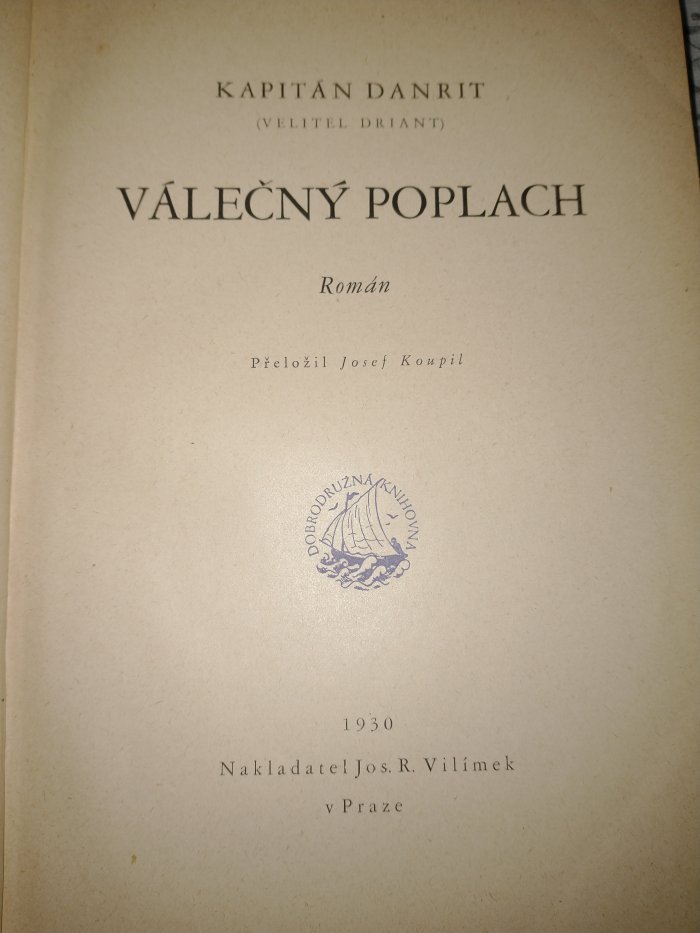 KAPITÁN DANRIT
(VELITEL DRIANT)
VÁLEČNÝ POPLACH
Román
Přeložil Josef Koupil
DOBRODRUŽNÁ KNIHOVNA
1930
Nakladatel Jos. R. Vilímek
v Praze